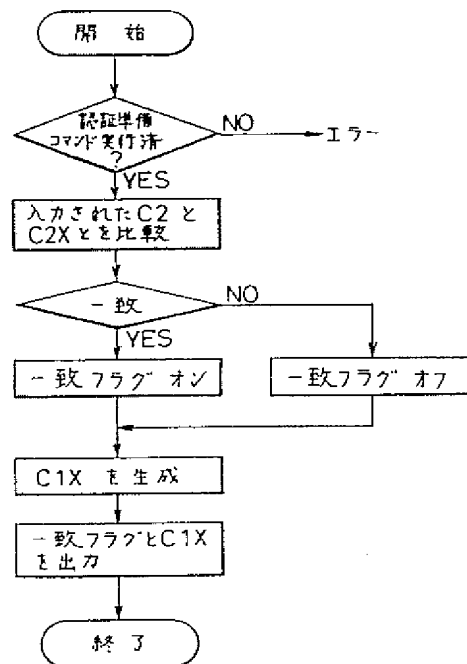 開始
認証準備
コマンド実行済
?
NO
エラー
YES
入力されたC2と
C2Xとを比較
一致
NO
YES
一致フラグ オン
一致フラグ オフ
C1X を生成
一致フラグとC1X
を出力
終了